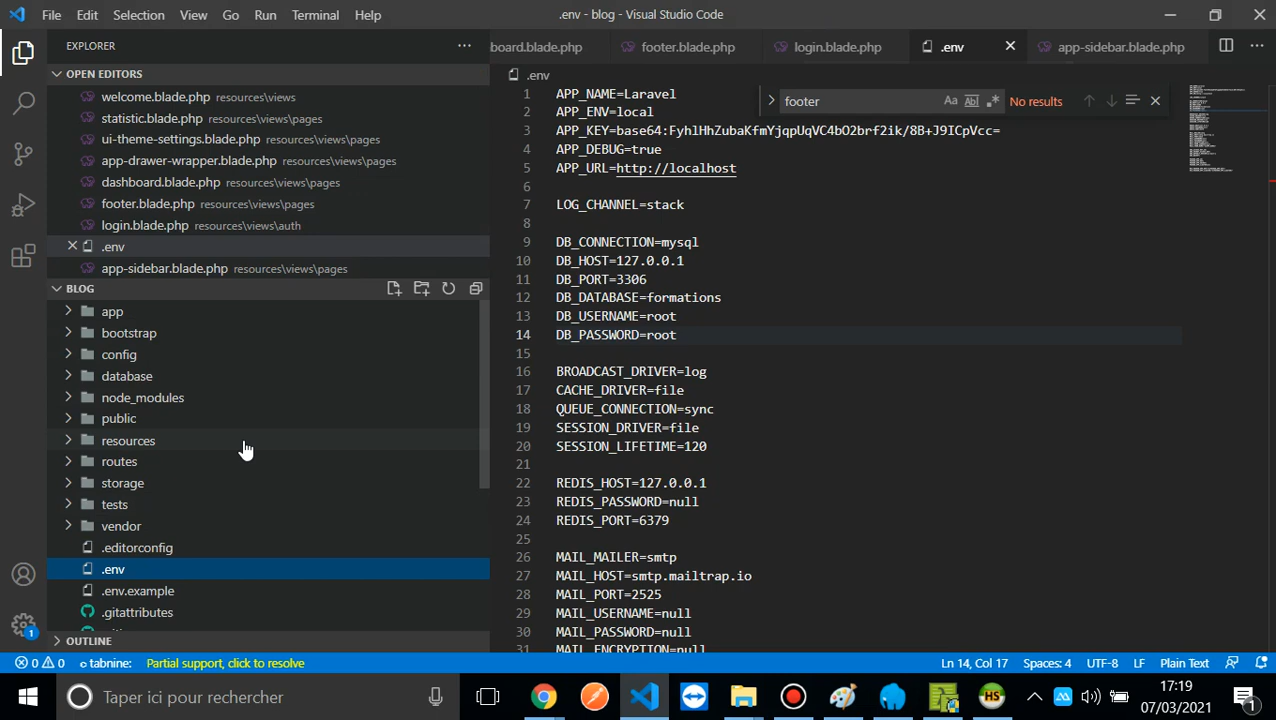 File Edit Selection View Go Run Terminal Help .env - blog - Visual Studio Code
EXPLORER
board.blade.php footer.blade.php login.blade.php .env app-sidebar.blade.php
OPEN EDITORS
welcome.blade.php resources\views
statistic.blade.php resources\views\pages
ui-theme-settings.blade.php resources\views\pages
app-drawer-wrapper.blade.php resources\views\pages
dashboard.blade.php resources\views\pages
footer.blade.php resources\views\pages
login.blade.php resources\views\auth
.env
app-sidebar.blade.php resources\views\pages
BLOG
app
bootstrap
config
database
node_modules
public
resources
routes
storage
tests
vendor
.editorconfig
.env
.env.example
.gitattributes
OUTLINE
.env
footer Aa Ab No results
1 APP_NAME=Laravel
2 APP_ENV=local
3 APP_KEY=base64:FyhlHhZubaKfmYjqpUqVC4bO2brf2ik/8B+J9ICpVcc=
4 APP_DEBUG=true
5 APP_URL=http://localhost
6
7 LOG_CHANNEL=stack
8
9 DB_CONNECTION=mysql
10 DB_HOST=127.0.0.1
11 DB_PORT=3306
12 DB_DATABASE=formations
13 DB_USERNAME=root
14 DB_PASSWORD=root
15
16 BROADCAST_DRIVER=log
17 CACHE_DRIVER=file
18 QUEUE_CONNECTION=sync
19 SESSION_DRIVER=file
20 SESSION_LIFETIME=120
21
22 REDIS_HOST=127.0.0.1
23 REDIS_PASSWORD=null
24 REDIS_PORT=6379
25
26 MAIL_MAILER=smtp
27 MAIL_HOST=smtp.mailtrap.io
28 MAIL_PORT=2525
29 MAIL_USERNAME=null
30 MAIL_PASSWORD=null
31 MAIL_ENCRYPTION=null
1
0 0 tabnine: Partial support, click to resolve Ln 14, Col 17 Spaces: 4 UTF-8 LF Plain Text
Taper ici pour rechercher HS 17:19
07/03/2021 1